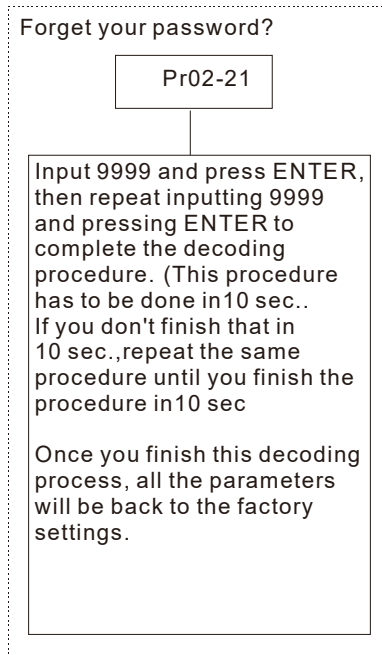 Forget your password?
Pr02-21
Input 9999 and press ENTER,
then repeat inputting 9999
and pressing ENTER to
complete the decoding
procedure. (This procedure
has to be done in10 sec..
If you don't finish that in
10 sec.,repeat the same
procedure until you finish the
procedure in10 sec
Once you finish this decoding
process, all the parameters
will be back to the factory
settings.